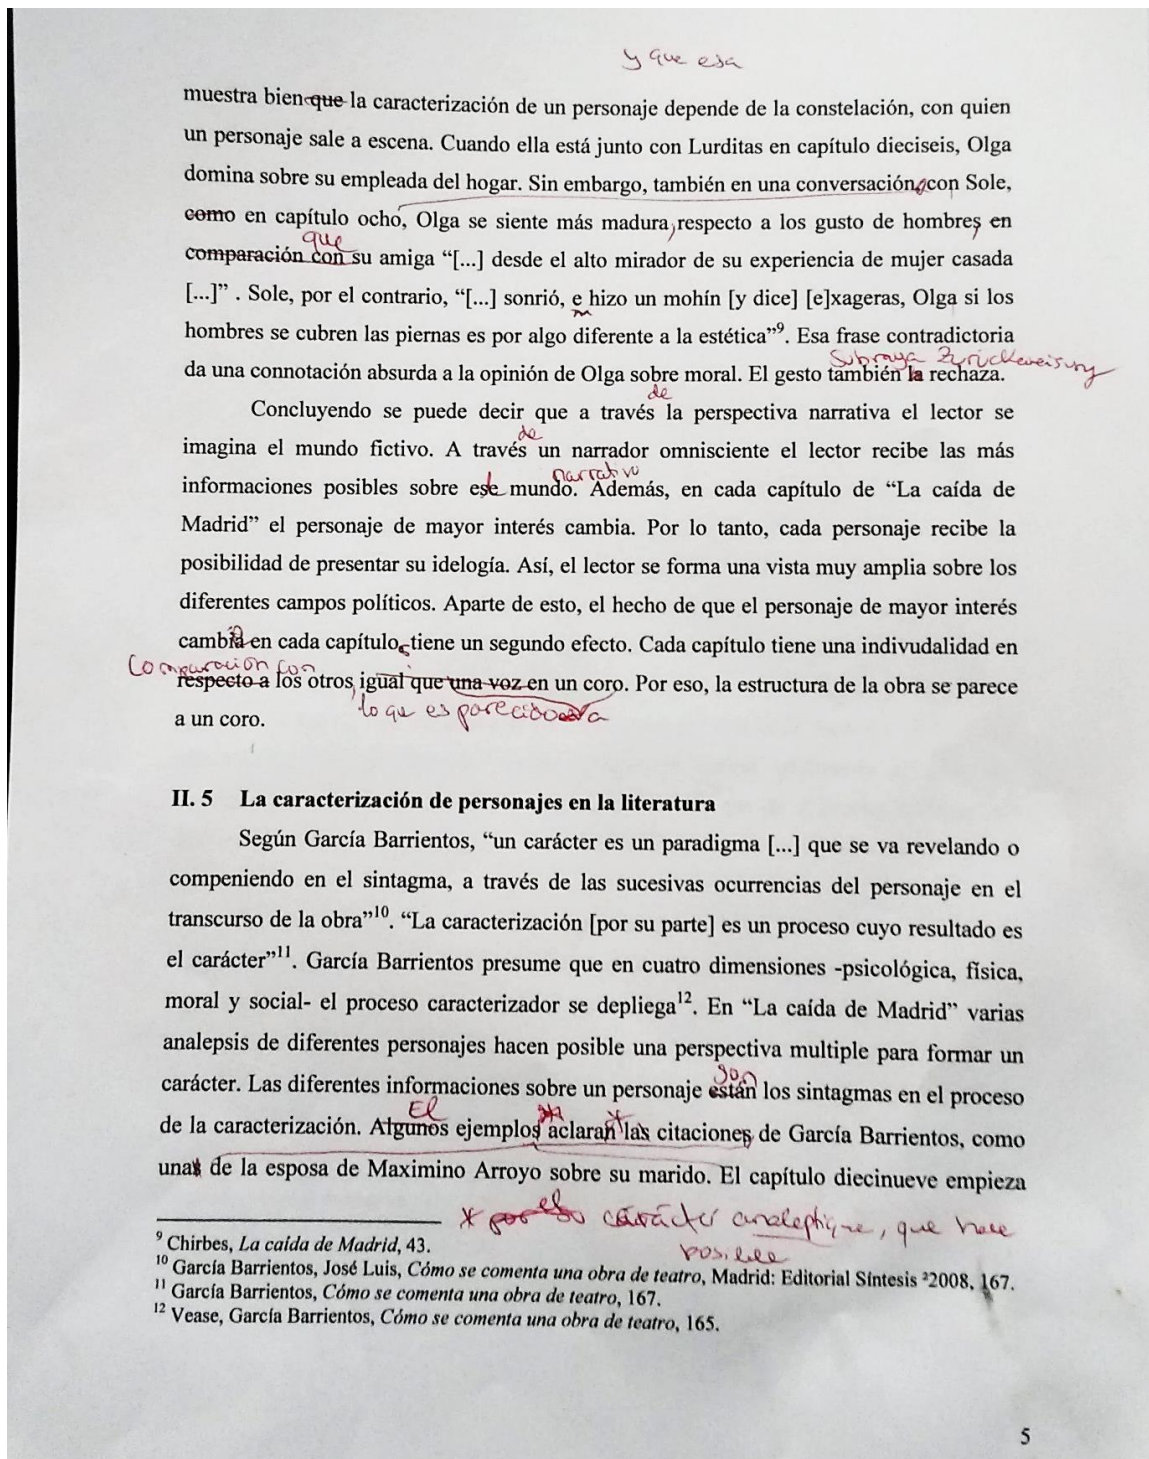 y que esa
muestra bien que la caracterización de un personaje depende de la constelación, con quien
un personaje sale a escena. Cuando ella está junto con Lurditas en capítulo dieciseis, Olga
domina sobre su empleada del hogar. Sin embargo, también en una conversación con Sole,
como en capítulo ocho, Olga se siente más madura, respecto a los gusto de hombres en
que
comparación con su amiga “[...] desde el alto mirador de su experiencia de mujer casada
[...]” . Sole, por el contrario, “[...] sonrió, e hizo un mohín [y dice] [e]xageras, Olga si los
hombres se cubren las piernas es por algo diferente a la estética”⁹. Esa frase contradictoria
subraya Zurückweisung
da una connotación absurda a la opinión de Olga sobre moral. El gesto también la rechaza.
de
Concluyendo se puede decir que a través la perspectiva narrativa el lector se
de
imagina el mundo fictivo. A través un narrador omnisciente el lector recibe las más
narrativo
informaciones posibles sobre este mundo. Además, en cada capítulo de “La caída de
Madrid” el personaje de mayor interés cambia. Por lo tanto, cada personaje recibe la
posibilidad de presentar su idelogía. Así, el lector se forma una vista muy amplia sobre los
diferentes campos políticos. Aparte de esto, el hecho de que el personaje de mayor interés
cambia en cada capítulo, tiene un segundo efecto. Cada capítulo tiene una indivudalidad en
comparación con
respecto a los otros, igual que una voz en un coro. Por eso, la estructura de la obra se parece
lo que es parecido a
a un coro.
II. 5 La caracterización de personajes en la literatura
Según García Barrientos, “un carácter es un paradigma [...] que se va revelando o
compeniendo en el sintagma, a través de las sucesivas ocurrencias del personaje en el
transcurso de la obra”¹⁰. “La caracterización [por su parte] es un proceso cuyo resultado es
el carácter”¹¹. García Barrientos presume que en cuatro dimensiones -psicológica, física,
moral y social- el proceso caracterizador se depliega¹². En “La caída de Madrid” varias
analepsis de diferentes personajes hacen posible una perspectiva multiple para formar un
son
carácter. Las diferentes informaciones sobre un personaje están los sintagmas en el proceso
El
de la caracterización. Algunos ejemplos aclaran las citaciones de García Barrientos, como
unas de la esposa de Maximino Arroyo sobre su marido. El capítulo diecinueve empieza
* por el carácter analeptique, que hace
posible
⁹ Chirbes, La caída de Madrid, 43.
¹⁰ García Barrientos, José Luis, Cómo se comenta una obra de teatro, Madrid: Editorial Síntesis ²2008, 167.
¹¹ García Barrientos, Cómo se comenta una obra de teatro, 167.
¹² Vease, García Barrientos, Cómo se comenta una obra de teatro, 165.
5